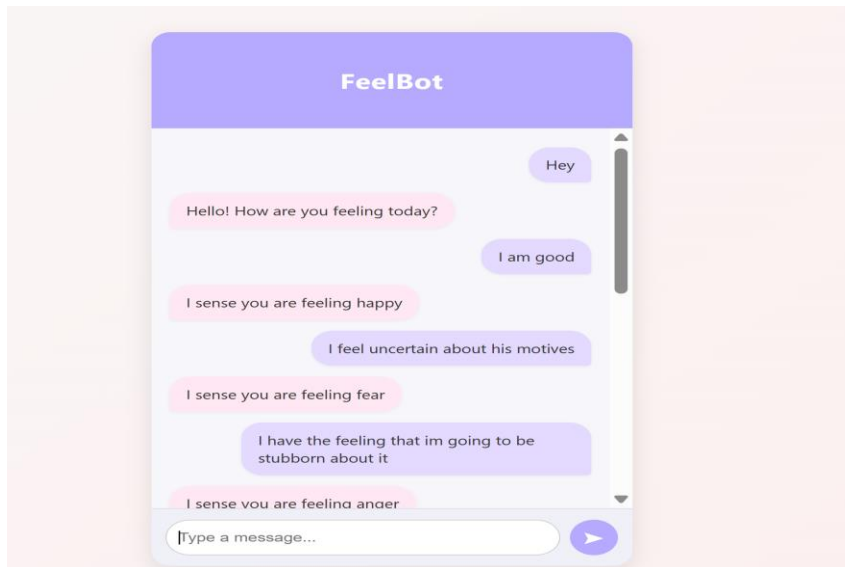 FeelBot
Hey
Hello! How are you feeling today?
I am good
I sense you are feeling happy
I feel uncertain about his motives
I sense you are feeling fear
I have the feeling that im going to be
stubborn about it
I sense you are feeling anger
Type a message...